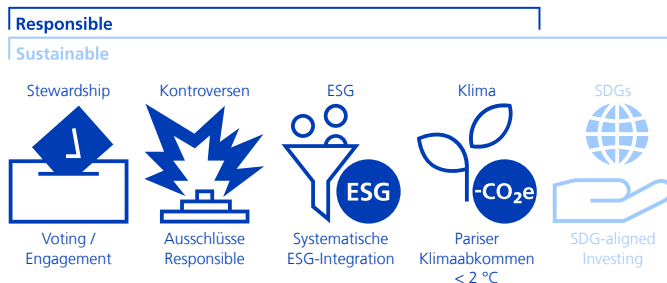 Responsible
Sustainable
Stewardship
Kontroversen
ESG
Klima
SDGs
ESG
-CO₂e
Voting /
Engagement
Ausschlüsse
Responsible
Systematische
ESG-Integration
Pariser
Klimaabkommen
< 2 °C
SDG-aligned
Investing